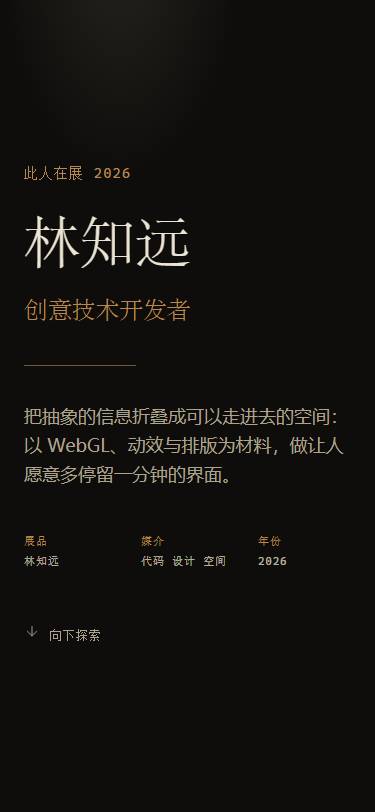 此人在展 2026
林知远
创意技术开发者
把抽象的信息折叠成可以走进去的空间：
以 WebGL、动效与排版为材料，做让人
愿意多停留一分钟的界面。
展品
林知远
媒介
代码 设计 空间
年份
2026
向下探索